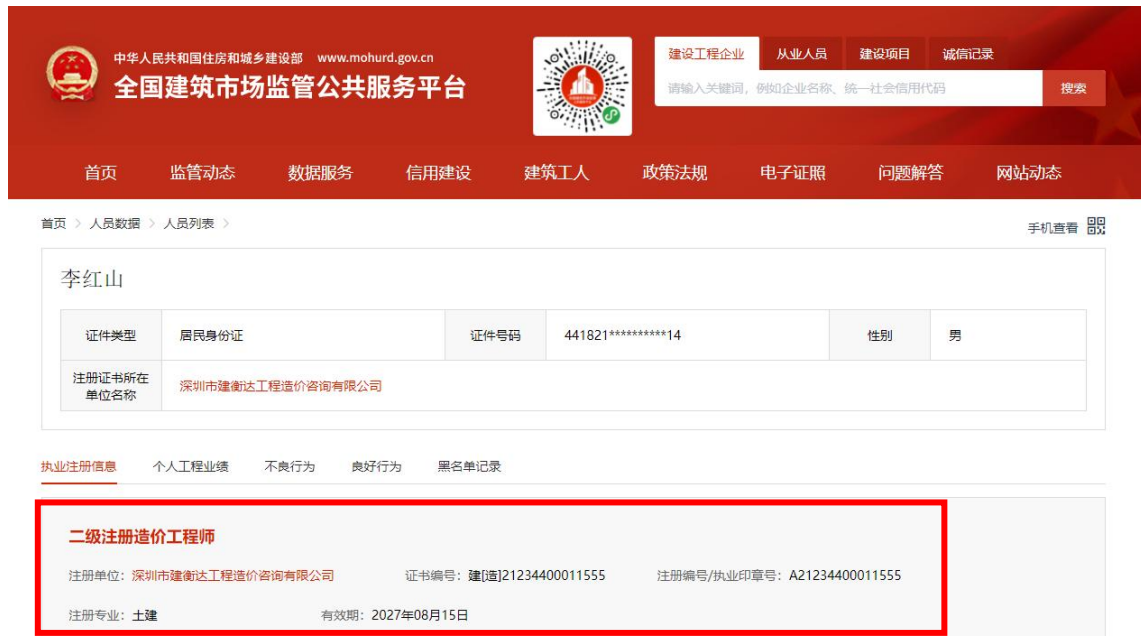 中华人民共和国住房和城乡建设部 www.mohurd.gov.cn
全国建筑市场监管公共服务平台
建设工程企业 从业人员 建设项目 诚信记录
请输入关键词，例如企业名称、统一社会信用代码 搜索
首页 监管动态 数据服务 信用建设 建筑工人 政策法规 电子证照 问题解答 网站动态
首页 > 人员数据 > 人员列表 >
手机查看
李红山
证件类型 居民身份证 证件号码 441821**********14 性别 男
注册证书所在
单位名称
深圳市建衡达工程造价咨询有限公司
执业注册信息 个人工程业绩 不良行为 良好行为 黑名单记录
二级注册造价工程师
注册单位：深圳市建衡达工程造价咨询有限公司 证书编号：建[造]21234400011555 注册编号/执业印章号：A21234400011555
注册专业：土建 有效期：2027年08月15日